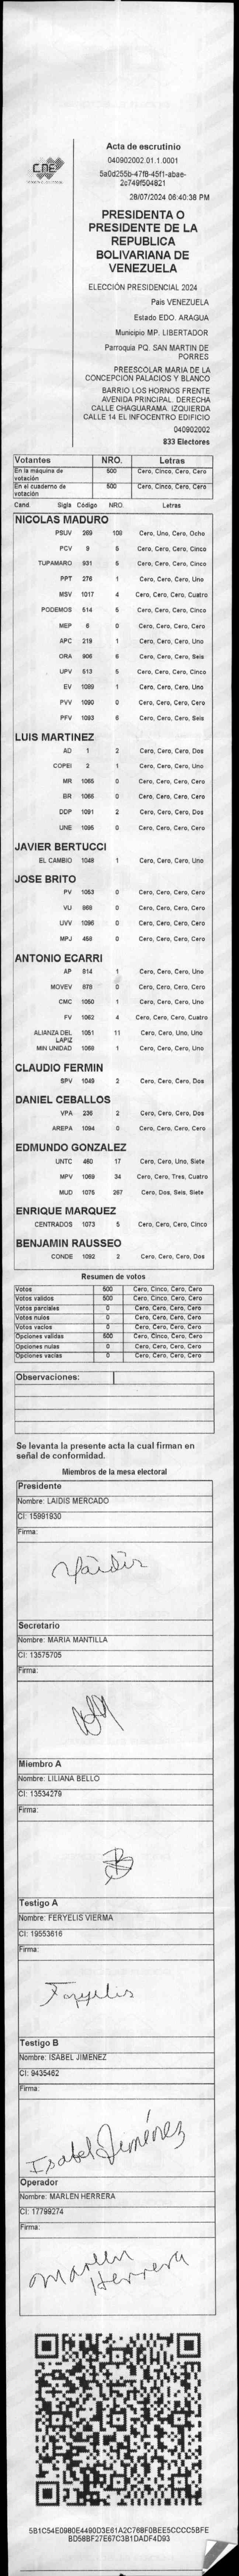 CNE
Acta de escrutinio
040902002.01.1.0001
5a0d255b-47f8-45f1-abae-
2c749f504821
28/07/2024 06:40:38 PM
PRESIDENTA O
PRESIDENTE DE LA
REPUBLICA
BOLIVARIANA DE
VENEZUELA
ELECCIÓN PRESIDENCIAL 2024
Pais VENEZUELA
Estado EDO. ARAGUA
Municipio MP. LIBERTADOR
Parroquia PQ. SAN MARTIN DE
PORRES
PREESCOLAR MARIA DE LA
CONCEPCIÓN PALACIOS Y BLANCO
BARRIO LOS HORNOS FRENTE
AVENIDA PRINCIPAL. DERECHA
CALLE CHAGUARAMA. IZQUIERDA
CALLE 14 EL INFOCENTRO EDIFICIO
040902002
833 Electores
Votantes NRO. Letras
En la máquina de votación 500 Cero, Cinco, Cero, Cero
En el cuaderno de votación 500 Cero, Cinco, Cero, Cero
Cand. Sigla Código NRO. Letras
NICOLAS MADURO
PSUV 269 108 Cero, Uno, Cero, Ocho
PCV 9 5 Cero, Cero, Cero, Cinco
TUPAMARO 931 5 Cero, Cero, Cero, Cinco
PPT 276 1 Cero, Cero, Cero, Uno
MSV 1017 4 Cero, Cero, Cero, Cuatro
PODEMOS 514 5 Cero, Cero, Cero, Cinco
MEP 6 0 Cero, Cero, Cero, Cero
APC 219 1 Cero, Cero, Cero, Uno
ORA 906 6 Cero, Cero, Cero, Seis
UPV 513 5 Cero, Cero, Cero, Cinco
EV 1089 1 Cero, Cero, Cero, Uno
PVV 1090 0 Cero, Cero, Cero, Cero
PFV 1093 6 Cero, Cero, Cero, Seis
LUIS MARTINEZ
AD 1 2 Cero, Cero, Cero, Dos
COPEI 2 1 Cero, Cero, Cero, Uno
MR 1065 0 Cero, Cero, Cero, Cero
BR 1066 0 Cero, Cero, Cero, Cero
DDP 1091 2 Cero, Cero, Cero, Dos
UNE 1095 0 Cero, Cero, Cero, Cero
JAVIER BERTUCCI
EL CAMBIO 1048 1 Cero, Cero, Cero, Uno
JOSE BRITO
PV 1053 0 Cero, Cero, Cero, Cero
VU 968 0 Cero, Cero, Cero, Cero
UVV 1096 0 Cero, Cero, Cero, Cero
MPJ 458 0 Cero, Cero, Cero, Cero
ANTONIO ECARRI
AP 814 1 Cero, Cero, Cero, Uno
MOVEV 878 0 Cero, Cero, Cero, Cero
CMC 1050 1 Cero, Cero, Cero, Uno
FV 1062 4 Cero, Cero, Cero, Cuatro
ALIANZA DEL LAPIZ 1051 11 Cero, Cero, Uno, Uno
MIN UNIDAD 1069 1 Cero, Cero, Cero, Uno
CLAUDIO FERMIN
SPV 1049 2 Cero, Cero, Cero, Dos
DANIEL CEBALLOS
VPA 236 2 Cero, Cero, Cero, Dos
AREPA 1094 0 Cero, Cero, Cero, Cero
EDMUNDO GONZALEZ
UNTC 460 17 Cero, Cero, Uno, Siete
MPV 1069 34 Cero, Cero, Tres, Cuatro
MUD 1075 267 Cero, Dos, Seis, Siete
ENRIQUE MARQUEZ
CENTRADOS 1073 5 Cero, Cero, Cero, Cinco
BENJAMIN RAUSSEO
CONDE 1092 2 Cero, Cero, Cero, Dos
Resumen de votos
Votos 500 Cero, Cinco, Cero, Cero
Votos validos 500 Cero, Cinco, Cero, Cero
Votos parciales 0 Cero, Cero, Cero, Cero
Votos nulos 0 Cero, Cero, Cero, Cero
Votos vacios 0 Cero, Cero, Cero, Cero
Opciones validas 500 Cero, Cinco, Cero, Cero
Opciones nulas 0 Cero, Cero, Cero, Cero
Opciones vacias 0 Cero, Cero, Cero, Cero
Observaciones:
Se levanta la presente acta la cual firman en
señal de conformidad.
Miembros de la mesa electoral
Presidente
Nombre: LAIDIS MERCADO
CI: 15991930
Firma:
Secretario
Nombre: MARIA MANTILLA
CI: 13575705
Firma:
Miembro A
Nombre: LILIANA BELLO
CI: 13534279
Firma:
Testigo A
Nombre: FERYELIS VIERMA
CI: 19553616
Firma:
Feryelis
Testigo B
Nombre: ISABEL JIMENEZ
CI: 9435462
Firma:
Isabel Jiménez
Operador
Nombre: MARLEN HERRERA
CI: 17799274
Firma:
Marlen
Herrera
5B1C54E0980E4490D3E61A2C768F0BEE5CCCC5BFE
BD58BF27E67C3B1DADF4D93